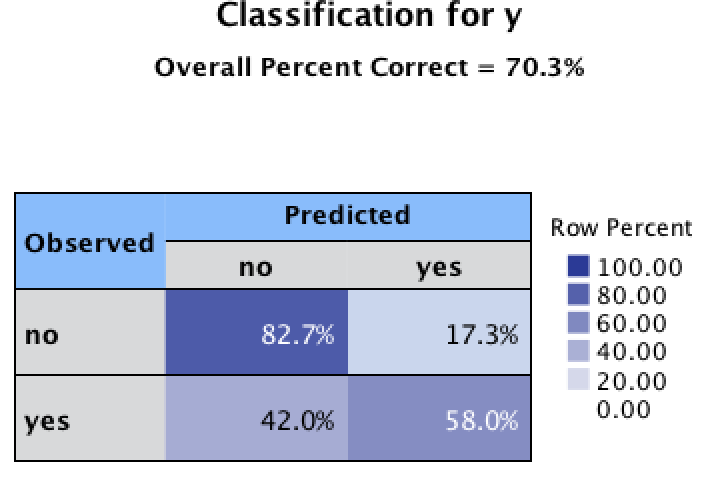 Classification for y
Overall Percent Correct = 70.3%
Observed
Predicted
no yes
no 82.7% 17.3%
yes 42.0% 58.0%
Row Percent
100.00
80.00
60.00
40.00
20.00
0.00